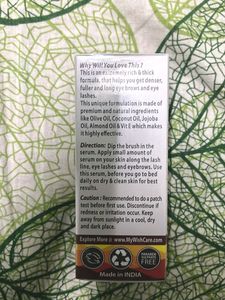 Why Will You Love This ?
This is an extremely rich & thick
formula, that helps you get denser,
fuller and long eye brows and eye
lashes.
This unique formulation is made of
premium and natural ingredients
like Olive Oil, Coconut Oil, Jojoba
Oil, Almond Oil & Vit E which makes
it highly effective.
Direction: Dip the brush in the
serum. Apply small amount of
serum on your skin along the lash
line, eye lashes and eyebrows. Use
this serum, before you go to bed
daily on dry & clean skin for best
results.
Caution : Recommended to do a patch
test before first use. Discontinue if
redness or irritation occur. Keep
away from sunlight in a cool, dry
and dark place.
Explore More @ www.MyWishCare.com
PARABEN
FREE
Made in INDIA